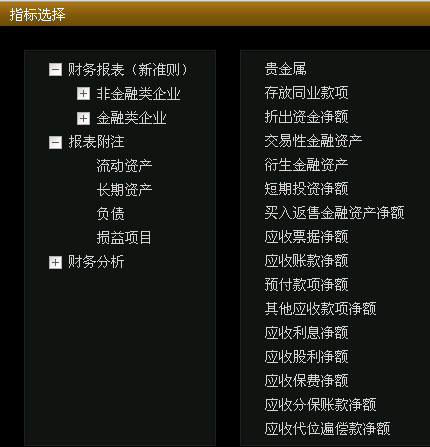 指标选择
财务报表（新准则）
非金融类企业
金融类企业
报表附注
流动资产
长期资产
负债
损益项目
财务分析
贵金属
存放同业款项
折出资金净额
交易性金融资产
衍生金融资产
短期投资净额
买入返售金融资产净额
应收票据净额
应收账款净额
预付款项净额
其他应收款项净额
应收利息净额
应收股利净额
应收保费净额
应收分保账款净额
应收代位遍偿款净额